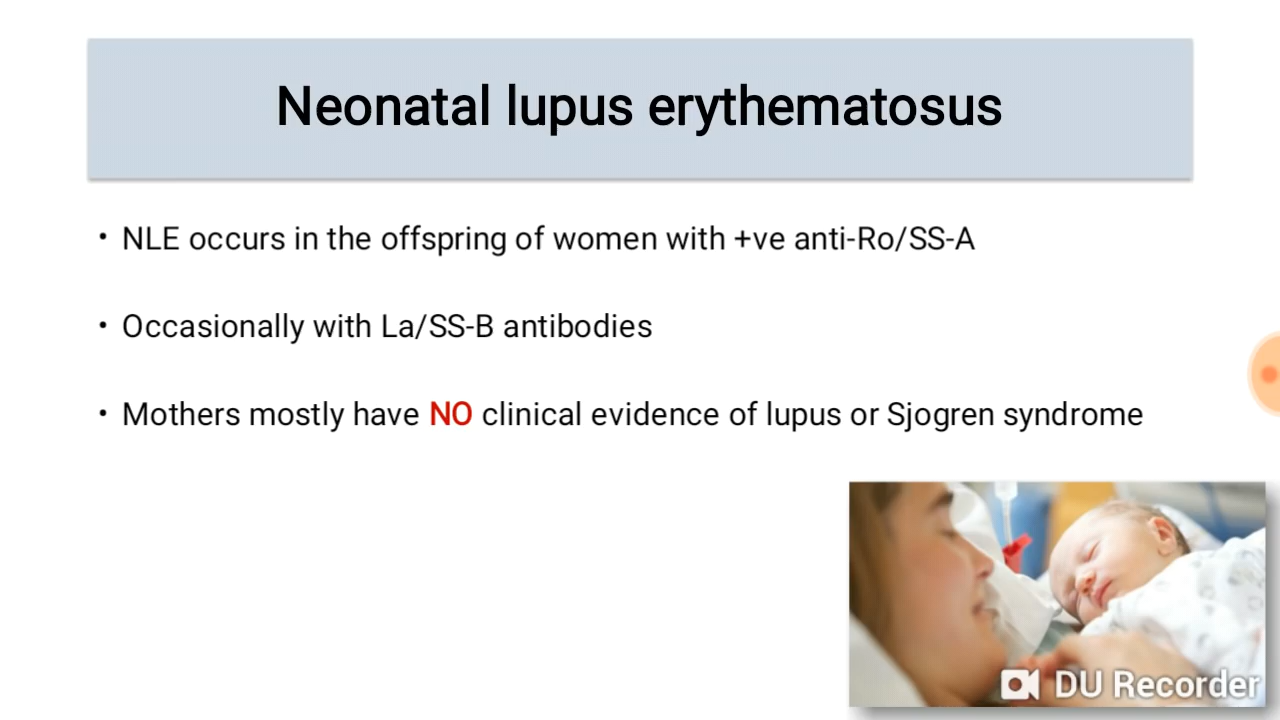 Neonatal lupus erythematosus
• NLE occurs in the offspring of women with +ve anti-Ro/SS-A
• Occasionally with La/SS-B antibodies
• Mothers mostly have NO clinical evidence of lupus or Sjogren syndrome
DU Recorder